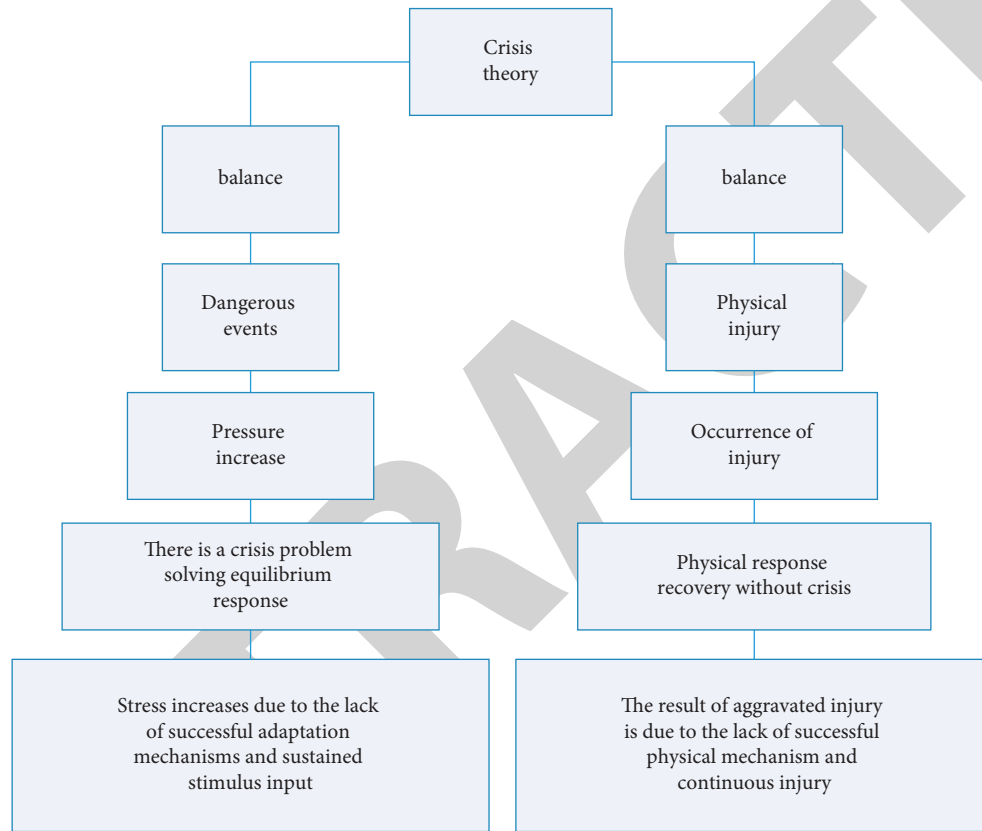 Crisis
theory
balance
balance
Dangerous
events
Physical
injury
Pressure
increase
Occurrence of
injury
There is a crisis problem
solving equilibrium
response
Physical response
recovery without crisis
Stress increases due to the lack
of successful adaptation
mechanisms and sustained
stimulus input
The result of aggravated injury
is due to the lack of successful
physical mechanism and
continuous injury